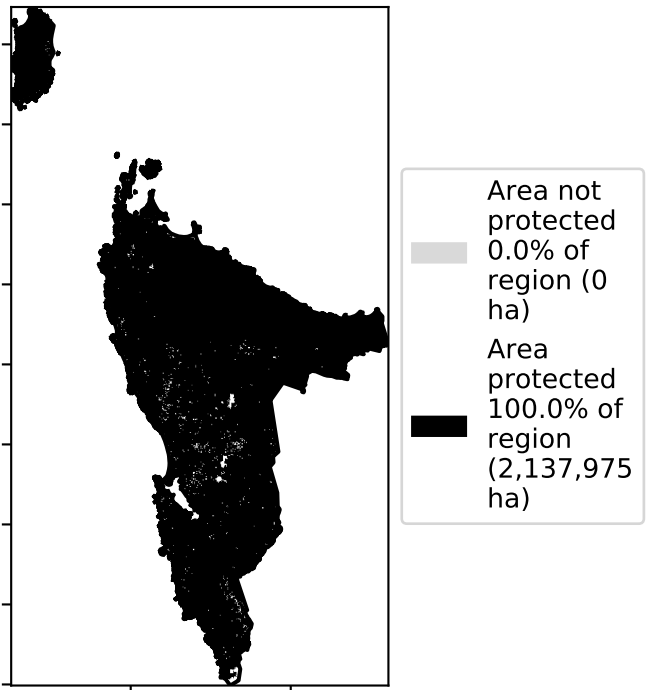 Area not
protected
0.0% of
region (0
ha)
Area
protected
100.0% of
region
(2,137,975
ha)